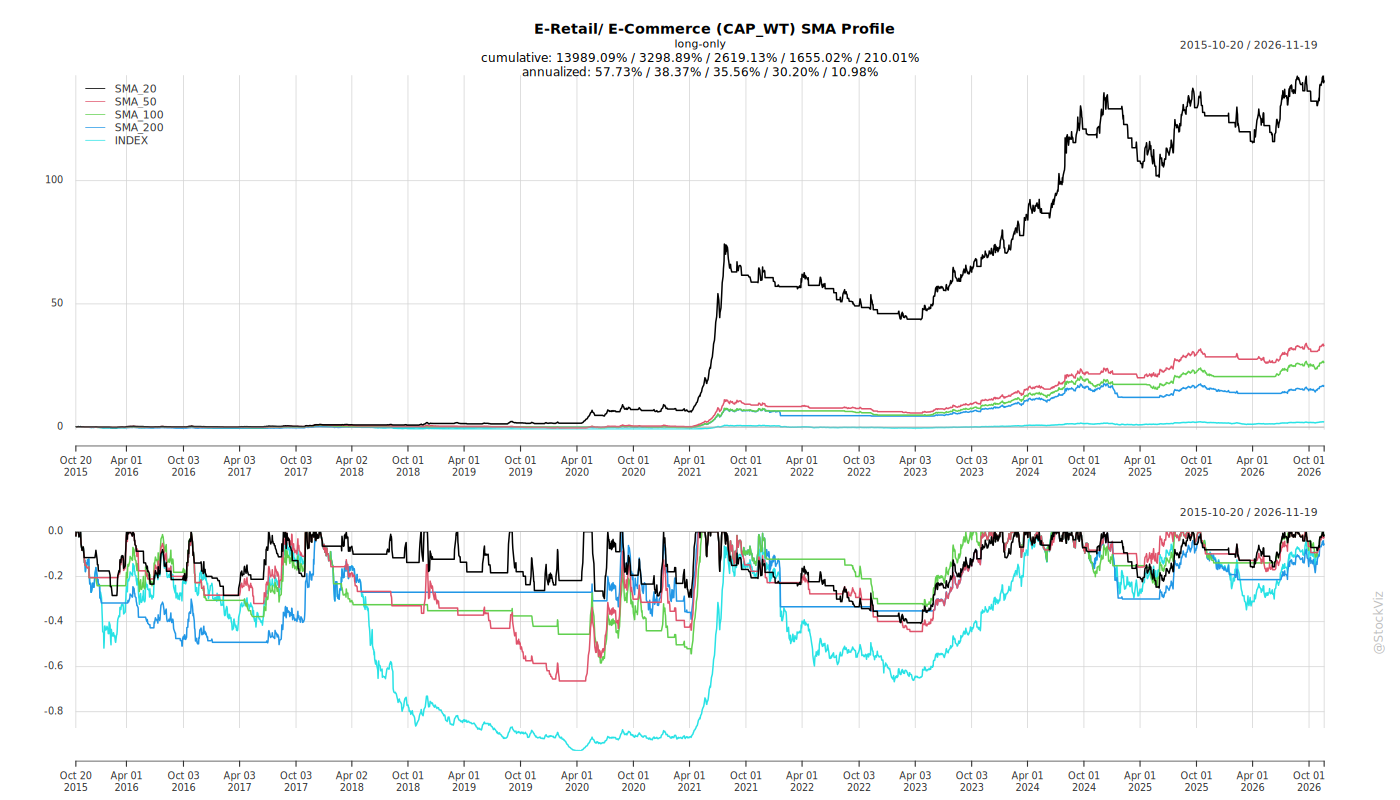 E-Retail/ E-Commerce (CAP_WT) SMA Profile
long-only
2015-10-20 / 2026-11-19
cumulative: 13989.09% / 3298.89% / 2619.13% / 1655.02% / 210.01%
annualized: 57.73% / 38.37% / 35.56% / 30.20% / 10.98%
SMA_20
SMA_50
SMA_100
SMA_200
INDEX
100
50
0
Oct 20 Apr 01 Oct 03 Apr 03 Oct 03 Apr 02 Oct 01 Apr 01 Oct 01 Apr 01 Oct 01 Apr 01 Oct 01 Apr 01 Oct 03 Apr 03 Oct 03 Apr 01 Oct 01 Apr 01 Oct 01 Apr 01 Oct 01
2015 2016 2016 2017 2017 2018 2018 2019 2019 2020 2020 2021 2021 2022 2022 2023 2023 2024 2024 2025 2025 2026 2026
2015-10-20 / 2026-11-19
0.0
-0.2
-0.4
-0.6
-0.8
Oct 20 Apr 01 Oct 03 Apr 03 Oct 03 Apr 02 Oct 01 Apr 01 Oct 01 Apr 01 Oct 01 Apr 01 Oct 01 Apr 01 Oct 03 Apr 03 Oct 03 Apr 01 Oct 01 Apr 01 Oct 01 Apr 01 Oct 01
2015 2016 2016 2017 2017 2018 2018 2019 2019 2020 2020 2021 2021 2022 2022 2023 2023 2024 2024 2025 2025 2026 2026
@StockViz